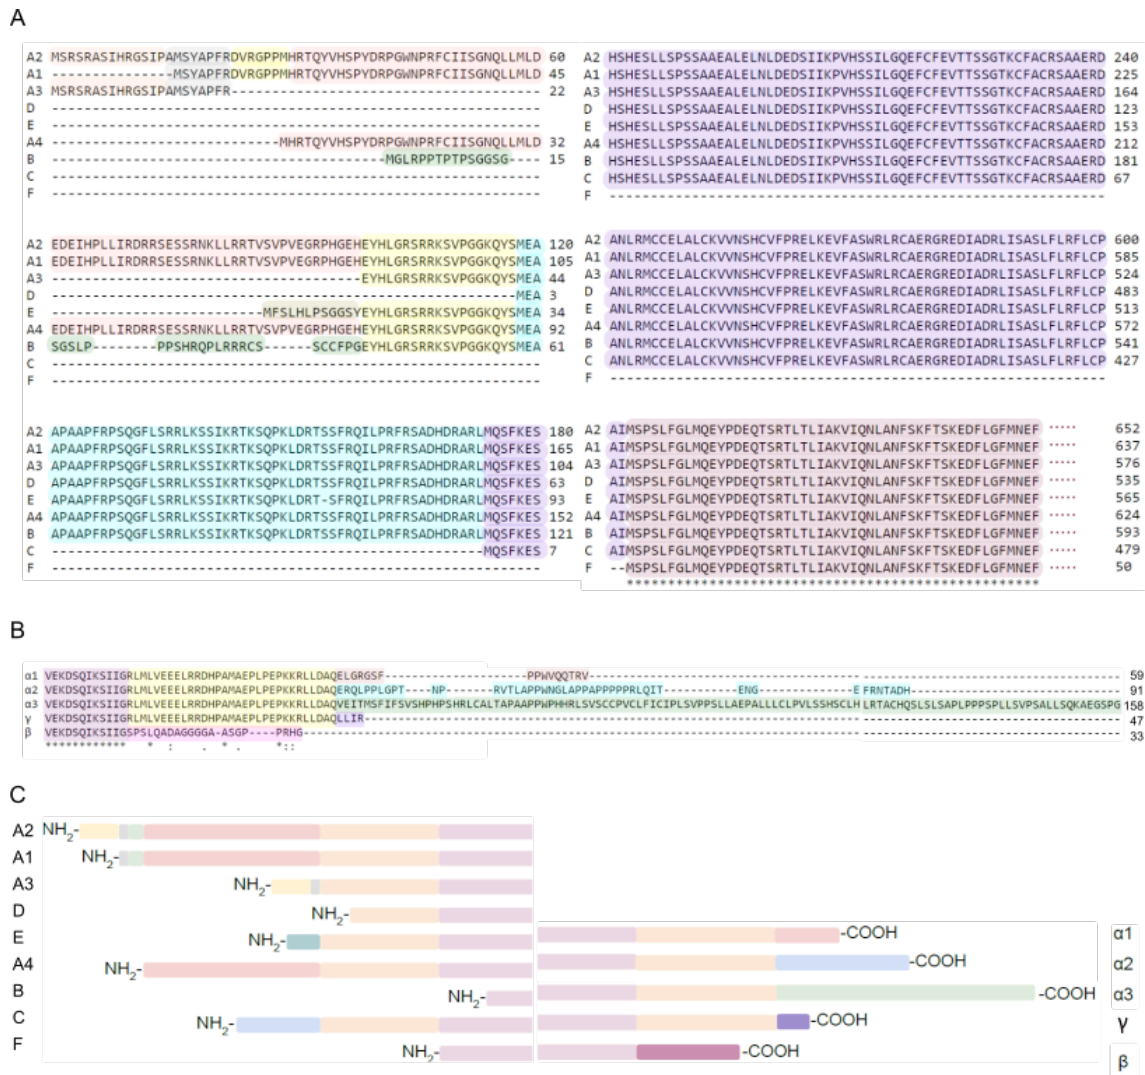 A
A2 MSRSRASIHRGSIPAMSYAPFRDVRGPPMHRTQYVHSPYDRPGWNPRFCIISGNQLLMLD 60
A1 ---------------MSYAPFRDVRGPPMHRTQYVHSPYDRPGWNPRFCIISGNQLLMLD 45
A3 MSRSRASIHRGSIPAMSYAPFR-------------------------------------- 22
D ------------------------------------------------------------
E ------------------------------------------------------------
A4 ----------------------------MHRTQYVHSPYDRPGWNPRFCIISGNQLLMLD 32
B -----------------------------------------MGLRPPTPTPSGGSG---- 15
C ------------------------------------------------------------
F ------------------------------------------------------------
A2 EDEIHPLLIRDRRSESSRNKLLRRTVSVPVEGRPHGEHEYHLGRSRRKSVPGGKQYSMEA 120
A1 EDEIHPLLIRDRRSESSRNKLLRRTVSVPVEGRPHGEHEYHLGRSRRKSVPGGKQYSMEA 105
A3 --------------------------------------EYHLGRSRRKSVPGGKQYSMEA 44
D ---------------------------------------------------------MEA 3
E --------------------------MFSLHLPSGGSYEYHLGRSRRKSVPGGKQYSMEA 34
A4 EDEIHPLLIRDRRSESSRNKLLRRTVSVPVEGRPHGEHEYHLGRSRRKSVPGGKQYSMEA 92
B SGSLP--------PPSHRQPLRRRCS------SCCFPGEYHLGRSRRKSVPGGKQYSMEA 61
C ------------------------------------------------------------
F ------------------------------------------------------------
A2 APAAPFRPSQGFLSRRLKSSIKRTKSQPKLDRTSSFRQILPRFRSADHDRARLMQSFKES 180
A1 APAAPFRPSQGFLSRRLKSSIKRTKSQPKLDRTSSFRQILPRFRSADHDRARLMQSFKES 165
A3 APAAPFRPSQGFLSRRLKSSIKRTKSQPKLDRTSSFRQILPRFRSADHDRARLMQSFKES 104
D APAAPFRPSQGFLSRRLKSSIKRTKSQPKLDRTSSFRQILPRFRSADHDRARLMQSFKES 63
E APAAPFRPSQGFLSRRLKSSIKRTKSQPKLDRT-SFRQILPRFRSADHDRARLMQSFKES 93
A4 APAAPFRPSQGFLSRRLKSSIKRTKSQPKLDRTSSFRQILPRFRSADHDRARLMQSFKES 152
B APAAPFRPSQGFLSRRLKSSIKRTKSQPKLDRTSSFRQILPRFRSADHDRARLMQSFKES 121
C -----------------------------------------------------MQSFKES 7
F ------------------------------------------------------------
A2 HSHESLLSPSSAAEALELNLDEDSIIKPVHSSILGQEFCFEVTTSSGTKCFACRSAAERD 240
A1 HSHESLLSPSSAAEALELNLDEDSIIKPVHSSILGQEFCFEVTTSSGTKCFACRSAAERD 225
A3 HSHESLLSPSSAAEALELNLDEDSIIKPVHSSILGQEFCFEVTTSSGTKCFACRSAAERD 164
D HSHESLLSPSSAAEALELNLDEDSIIKPVHSSILGQEFCFEVTTSSGTKCFACRSAAERD 123
E HSHESLLSPSSAAEALELNLDEDSIIKPVHSSILGQEFCFEVTTSSGTKCFACRSAAERD 153
A4 HSHESLLSPSSAAEALELNLDEDSIIKPVHSSILGQEFCFEVTTSSGTKCFACRSAAERD 212
B HSHESLLSPSSAAEALELNLDEDSIIKPVHSSILGQEFCFEVTTSSGTKCFACRSAAERD 181
C HSHESLLSPSSAAEALELNLDEDSIIKPVHSSILGQEFCFEVTTSSGTKCFACRSAAERD 67
F ------------------------------------------------------------
A2 ANLRMCCELALCKVVNSHCVFPRELKEVFASWRLRCAERGREDIADRLISASLFLRFLCP 600
A1 ANLRMCCELALCKVVNSHCVFPRELKEVFASWRLRCAERGREDIADRLISASLFLRFLCP 585
A3 ANLRMCCELALCKVVNSHCVFPRELKEVFASWRLRCAERGREDIADRLISASLFLRFLCP 524
D ANLRMCCELALCKVVNSHCVFPRELKEVFASWRLRCAERGREDIADRLISASLFLRFLCP 483
E ANLRMCCELALCKVVNSHCVFPRELKEVFASWRLRCAERGREDIADRLISASLFLRFLCP 513
A4 ANLRMCCELALCKVVNSHCVFPRELKEVFASWRLRCAERGREDIADRLISASLFLRFLCP 572
B ANLRMCCELALCKVVNSHCVFPRELKEVFASWRLRCAERGREDIADRLISASLFLRFLCP 541
C ANLRMCCELALCKVVNSHCVFPRELKEVFASWRLRCAERGREDIADRLISASLFLRFLCP 427
F ------------------------------------------------------------
A2 AIMSPSLFGLMQEYPDEQTSRTLTLIAKVIQNLANFSKFTSKEDFLGFMNEF ····· 652
A1 AIMSPSLFGLMQEYPDEQTSRTLTLIAKVIQNLANFSKFTSKEDFLGFMNEF ····· 637
A3 AIMSPSLFGLMQEYPDEQTSRTLTLIAKVIQNLANFSKFTSKEDFLGFMNEF ····· 576
D AIMSPSLFGLMQEYPDEQTSRTLTLIAKVIQNLANFSKFTSKEDFLGFMNEF ····· 535
E AIMSPSLFGLMQEYPDEQTSRTLTLIAKVIQNLANFSKFTSKEDFLGFMNEF ····· 565
A4 AIMSPSLFGLMQEYPDEQTSRTLTLIAKVIQNLANFSKFTSKEDFLGFMNEF ····· 624
B AIMSPSLFGLMQEYPDEQTSRTLTLIAKVIQNLANFSKFTSKEDFLGFMNEF ····· 593
C AIMSPSLFGLMQEYPDEQTSRTLTLIAKVIQNLANFSKFTSKEDFLGFMNEF ····· 479
F --MSPSLFGLMQEYPDEQTSRTLTLIAKVIQNLANFSKFTSKEDFLGFMNEF ····· 50
**************************************************
B
α1 VEKDSQIKSIIGRLMLVEEELRRDHPAMAEPLPEPKKRLLDAQELGRGSF------------------PPWVQQTRV---------- 59
α2 VEKDSQIKSIIGRLMLVEEELRRDHPAMAEPLPEPKKRLLDAQERQLPPLGPT----NP-------RVTLAPPWNGLAPPAPPPPPRLQIT-----------ENG--------------E FRNTADH---- 91
α3 VEKDSQIKSIIGRLMLVEEELRRDHPAMAEPLPEPKKRLLDAQVEITMSFIFSVSHPHPSHRLCALTAPAAPPWPHHRLSVSCCPVCLFICIPLSVPPSLLAEPALLLCLPVLSSHSCLH LRTACHQSLSLSAPLPPPSPLLSVPSALLSQKAEGSPG 158
γ VEKDSQIKSIIGRLMLVEEELRRDHPAMAEPLPEPKKRLLDAQLLIR---------- 47
β VEKDSQIKSIIGSPSLQADAGGGGA-ASGP----PRHG---------- 33
************ * : . * . *::
C
A2 NH2-
A1 NH2-
A3 NH2-
D NH2-
E NH2- -COOH α1
A4 NH2- -COOH α2
B NH2- -COOH α3
C NH2- -COOH γ
F NH2- -COOH β